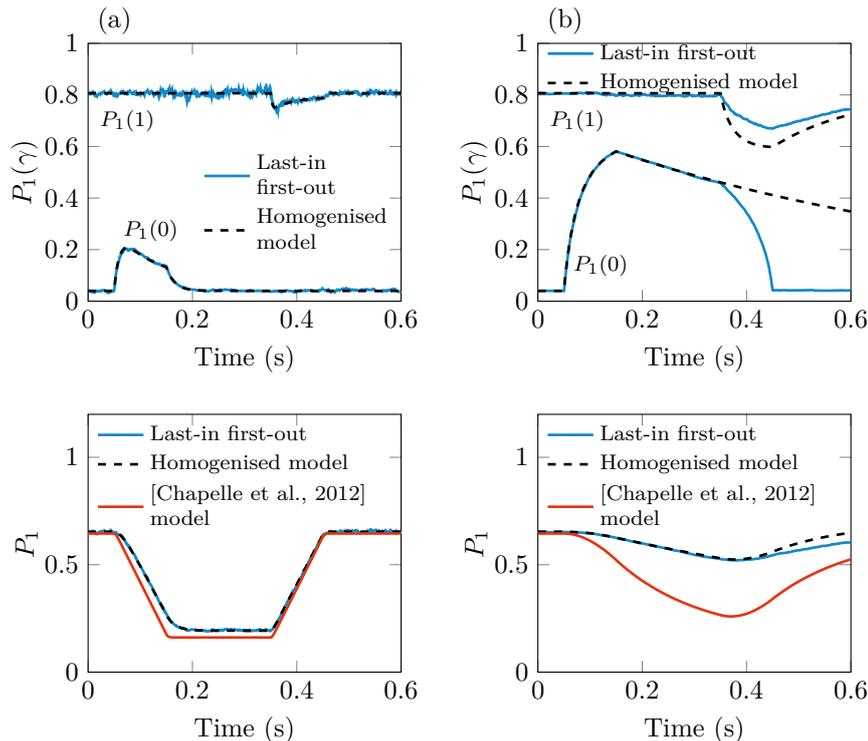 (a)
1
0.8
0.6
0.4
0.2
0
P₁(γ)
P₁(1)
Last-in
first-out
Homogenised
model
P₁(0)
0 0.2 0.4 0.6
Time (s)
(b)
1
0.8
0.6
0.4
0.2
0
P₁(γ)
Last-in first-out
Homogenised model
P₁(1)
P₁(0)
0 0.2 0.4 0.6
Time (s)
1
0.5
0
P₁
Last-in first-out
Homogenised model
[Chapelle et al., 2012]
model
0 0.2 0.4 0.6
Time (s)
1
0.5
0
P₁
Last-in first-out
Homogenised model
[Chapelle et al., 2012]
model
0 0.2 0.4 0.6
Time (s)